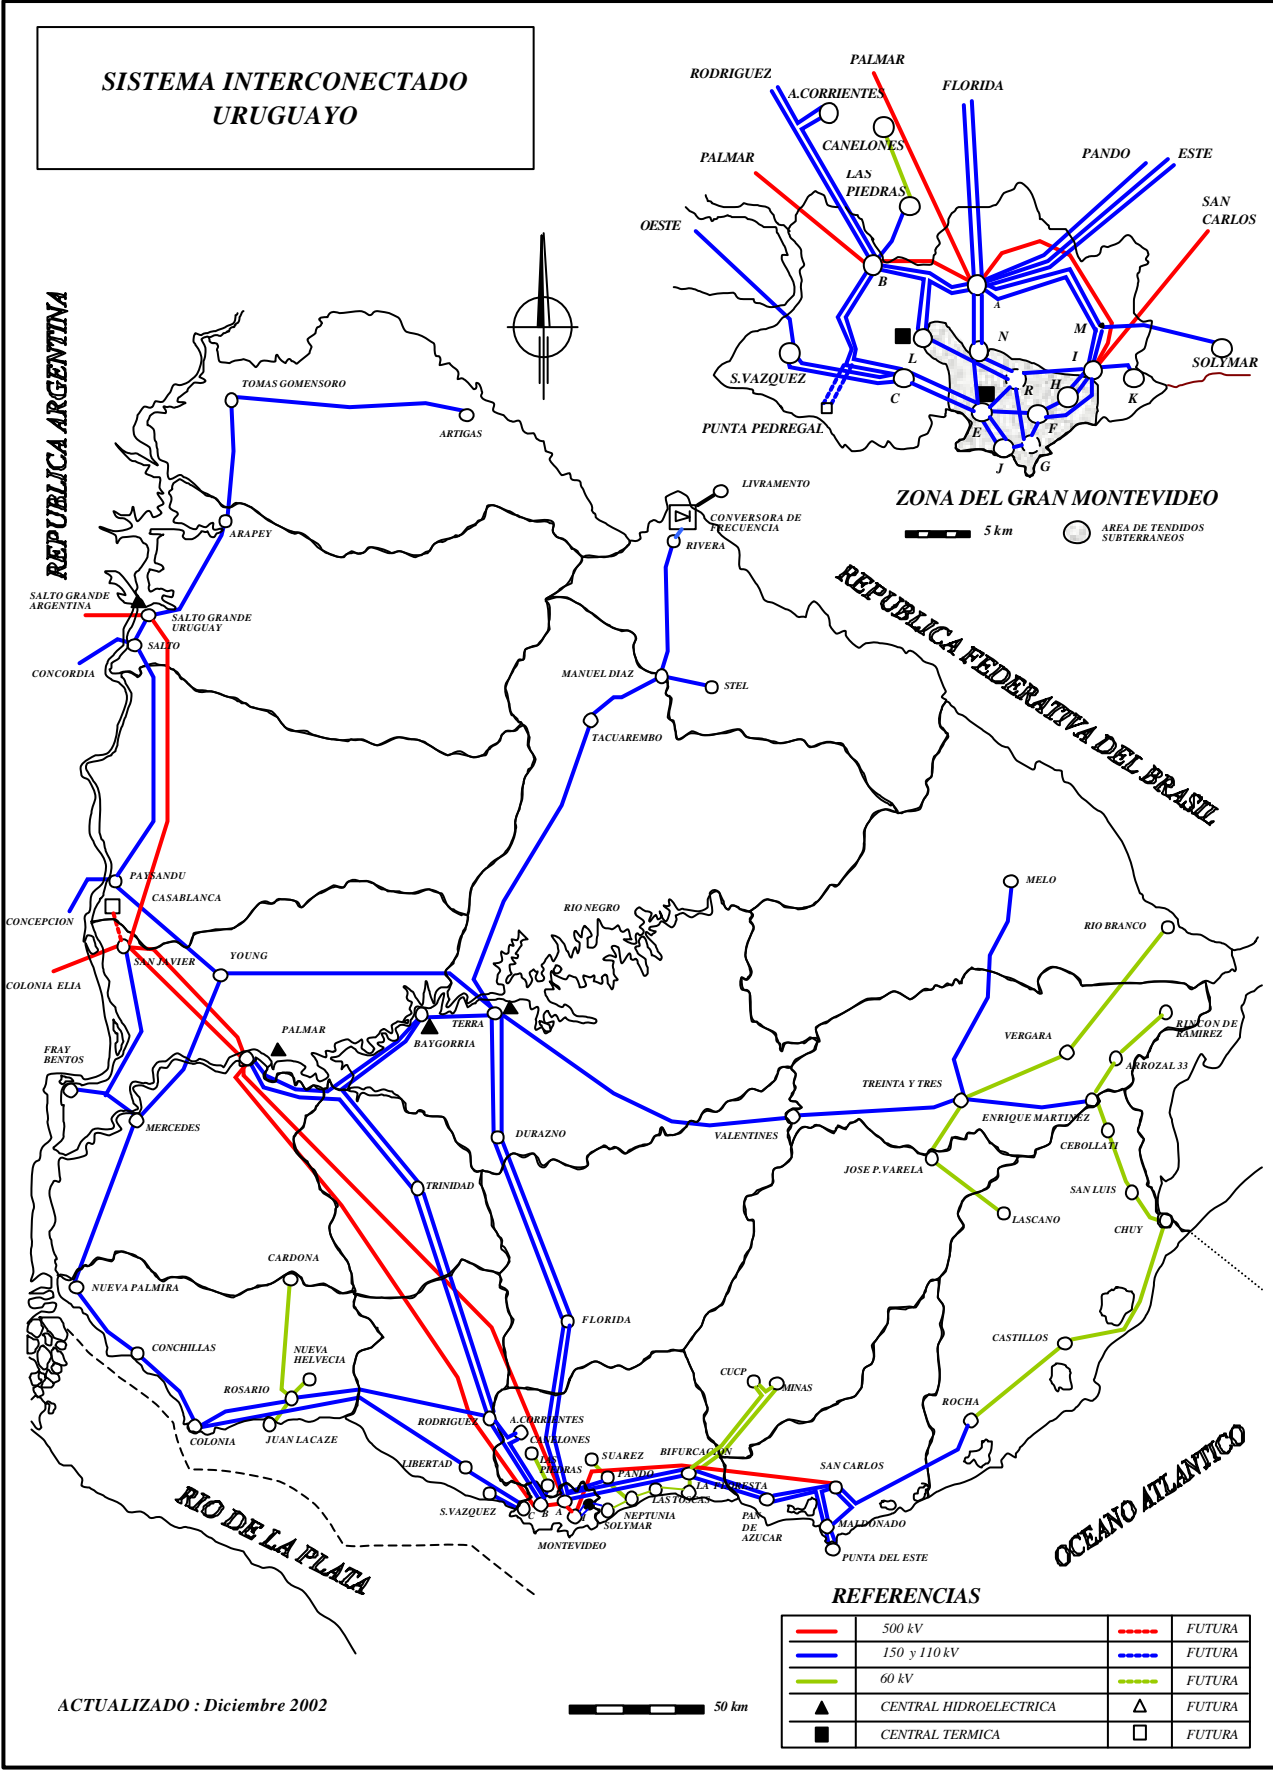 SISTEMA INTERCONECTADO
URUGUAYO
RODRIGUEZ
PALMAR
A.CORRIENTES
FLORIDA
CANELONES
PALMAR
LAS
PIEDRAS
PANDO
ESTE
SAN
CARLOS
OESTE
B
A
M
L
N
I
SOLYMAR
S.VAZQUEZ
C
R
H
K
PUNTA PEDREGAL
E
F
J
G
ZONA DEL GRAN MONTEVIDEO
5 km
AREA DE TENDIDOS
SUBTERRANEOS
REPUBLICA ARGENTINA
TOMAS GOMENSORO
ARTIGAS
LIVRAMENTO
CONVERSORA DE
FRECUENCIA
RIVERA
ARAPEY
REPUBLICA FEDERATIVA DEL BRASIL
SALTO GRANDE
ARGENTINA
SALTO GRANDE
URUGUAY
SALTO
CONCORDIA
MANUEL DIAZ
STEL
TACUAREMBO
PAYSANDU
CASABLANCA
CONCEPCION
RIO NEGRO
MELO
RIO BRANCO
SAN JAVIER
YOUNG
COLONIA ELIA
PALMAR
TERRA
BAYGORRIA
FRAY
BENTOS
VERGARA
RINCON DE
RAMIREZ
ARROZAL 33
TREINTA Y TRES
ENRIQUE MARTINEZ
MERCEDES
DURAZNO
VALENTINES
CEBOLLATI
JOSE P.VARELA
TRINIDAD
SAN LUIS
LASCANO
CHUY
CARDONA
NUEVA PALMIRA
FLORIDA
CONCHILLAS
NUEVA
HELVECIA
CASTILLOS
CUCP
MINAS
ROSARIO
RODRIGUEZ
A.CORRIENTES
ROCHA
COLONIA
JUAN LACAZE
CANELONES
LAS
PIEDRAS
SUAREZ
BIFURCACION
LIBERTAD
PANDO
SAN CARLOS
LA FLORESTA
S.VAZQUEZ
C
B
A
I
LAS TOSCAS
NEPTUNIA
SOLYMAR
PAN
DE
AZUCAR
MALDONADO
MONTEVIDEO
PUNTA DEL ESTE
RIO DE LA PLATA
OCEANO ATLANTICO
REFERENCIAS
500 kV
FUTURA
150 y 110 kV
FUTURA
60 kV
FUTURA
CENTRAL HIDROELECTRICA
FUTURA
CENTRAL TERMICA
FUTURA
ACTUALIZADO : Diciembre 2002
50 km